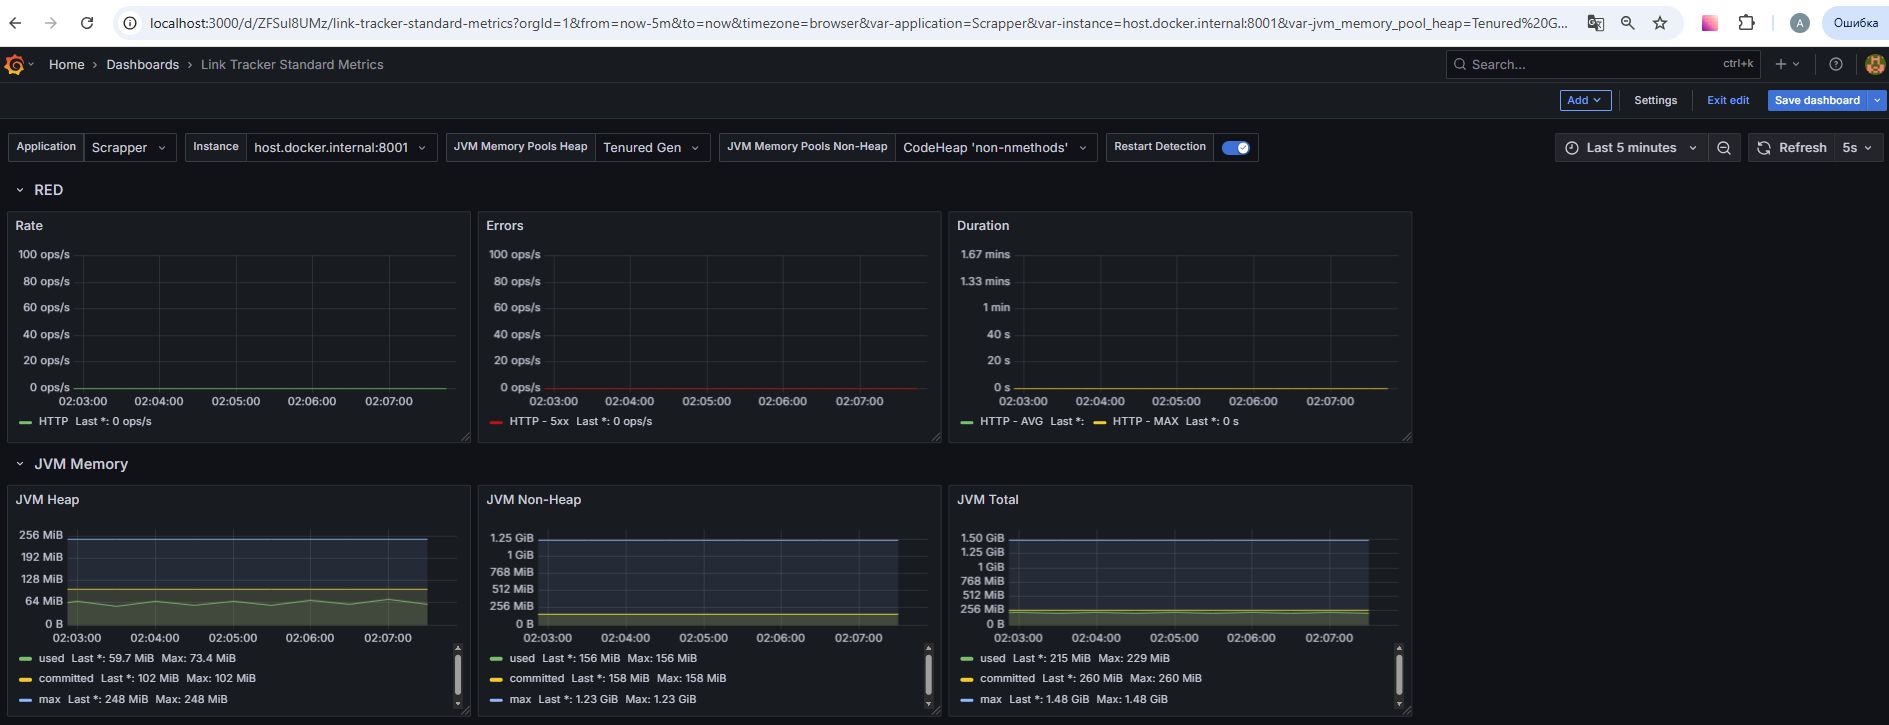 localhost:3000/d/ZFSul8UMz/link-tracker-standard-metrics?orgId=1&from=now-5m&to=now&timezone=browser&var-application=Scrapper&var-instance=host.docker.internal:8001&var-jvm_memory_pool_heap=Tenured%20G...
A
Ошибка
Home
Dashboards
Link Tracker Standard Metrics
Search...
ctrl+k
Add
Settings
Exit edit
Save dashboard
Application
Scrapper
Instance
host.docker.internal:8001
JVM Memory Pools Heap
Tenured Gen
JVM Memory Pools Non-Heap
CodeHeap 'non-nmethods'
Restart Detection
Last 5 minutes
Refresh
5s
RED
Rate
100 ops/s
80 ops/s
60 ops/s
40 ops/s
20 ops/s
0 ops/s
02:03:00 02:04:00 02:05:00 02:06:00 02:07:00
HTTP Last *: 0 ops/s
Errors
100 ops/s
80 ops/s
60 ops/s
40 ops/s
20 ops/s
0 ops/s
02:03:00 02:04:00 02:05:00 02:06:00 02:07:00
HTTP - 5xx Last *: 0 ops/s
Duration
1.67 mins
1.33 mins
1 min
40 s
20 s
0 s
02:03:00 02:04:00 02:05:00 02:06:00 02:07:00
HTTP - AVG Last *: HTTP - MAX Last *: 0 s
JVM Memory
JVM Heap
256 MiB
192 MiB
128 MiB
64 MiB
0 B
02:03:00 02:04:00 02:05:00 02:06:00 02:07:00
used Last *: 59.7 MiB Max: 73.4 MiB
committed Last *: 102 MiB Max: 102 MiB
max Last *: 248 MiB Max: 248 MiB
JVM Non-Heap
1.25 GiB
1 GiB
768 MiB
512 MiB
256 MiB
0 B
02:03:00 02:04:00 02:05:00 02:06:00 02:07:00
used Last *: 156 MiB Max: 156 MiB
committed Last *: 158 MiB Max: 158 MiB
max Last *: 1.23 GiB Max: 1.23 GiB
JVM Total
1.50 GiB
1.25 GiB
1 GiB
768 MiB
512 MiB
256 MiB
0 B
02:03:00 02:04:00 02:05:00 02:06:00 02:07:00
used Last *: 215 MiB Max: 229 MiB
committed Last *: 260 MiB Max: 260 MiB
max Last *: 1.48 GiB Max: 1.48 GiB